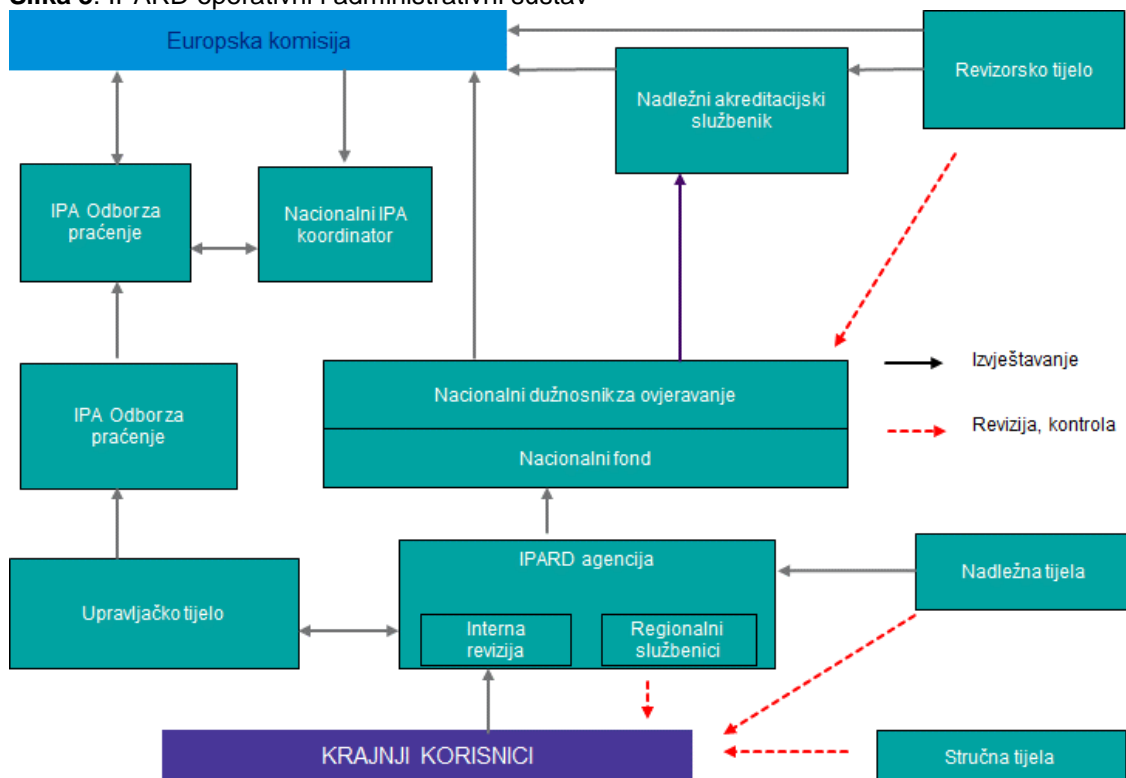 Slika 3. IPARD operativni i administrativni sustav
Europska komisija
Revizorsko tijelo
Nadležni akreditacijski
službenik
IPA Odbor za
praćenje
Nacionalni IPA
koordinator
Nacionalni dužnosnik za ovjeravanje
Nacionalni fond
Izvještavanje
Revizija, kontrola
IPA Odbor za
praćenje
IPARD agencija
Interna
revizija
Regionalni
službenici
Upravljačko tijelo
Nadležna tijela
KRAJNJI KORISNICI
Stručna tijela